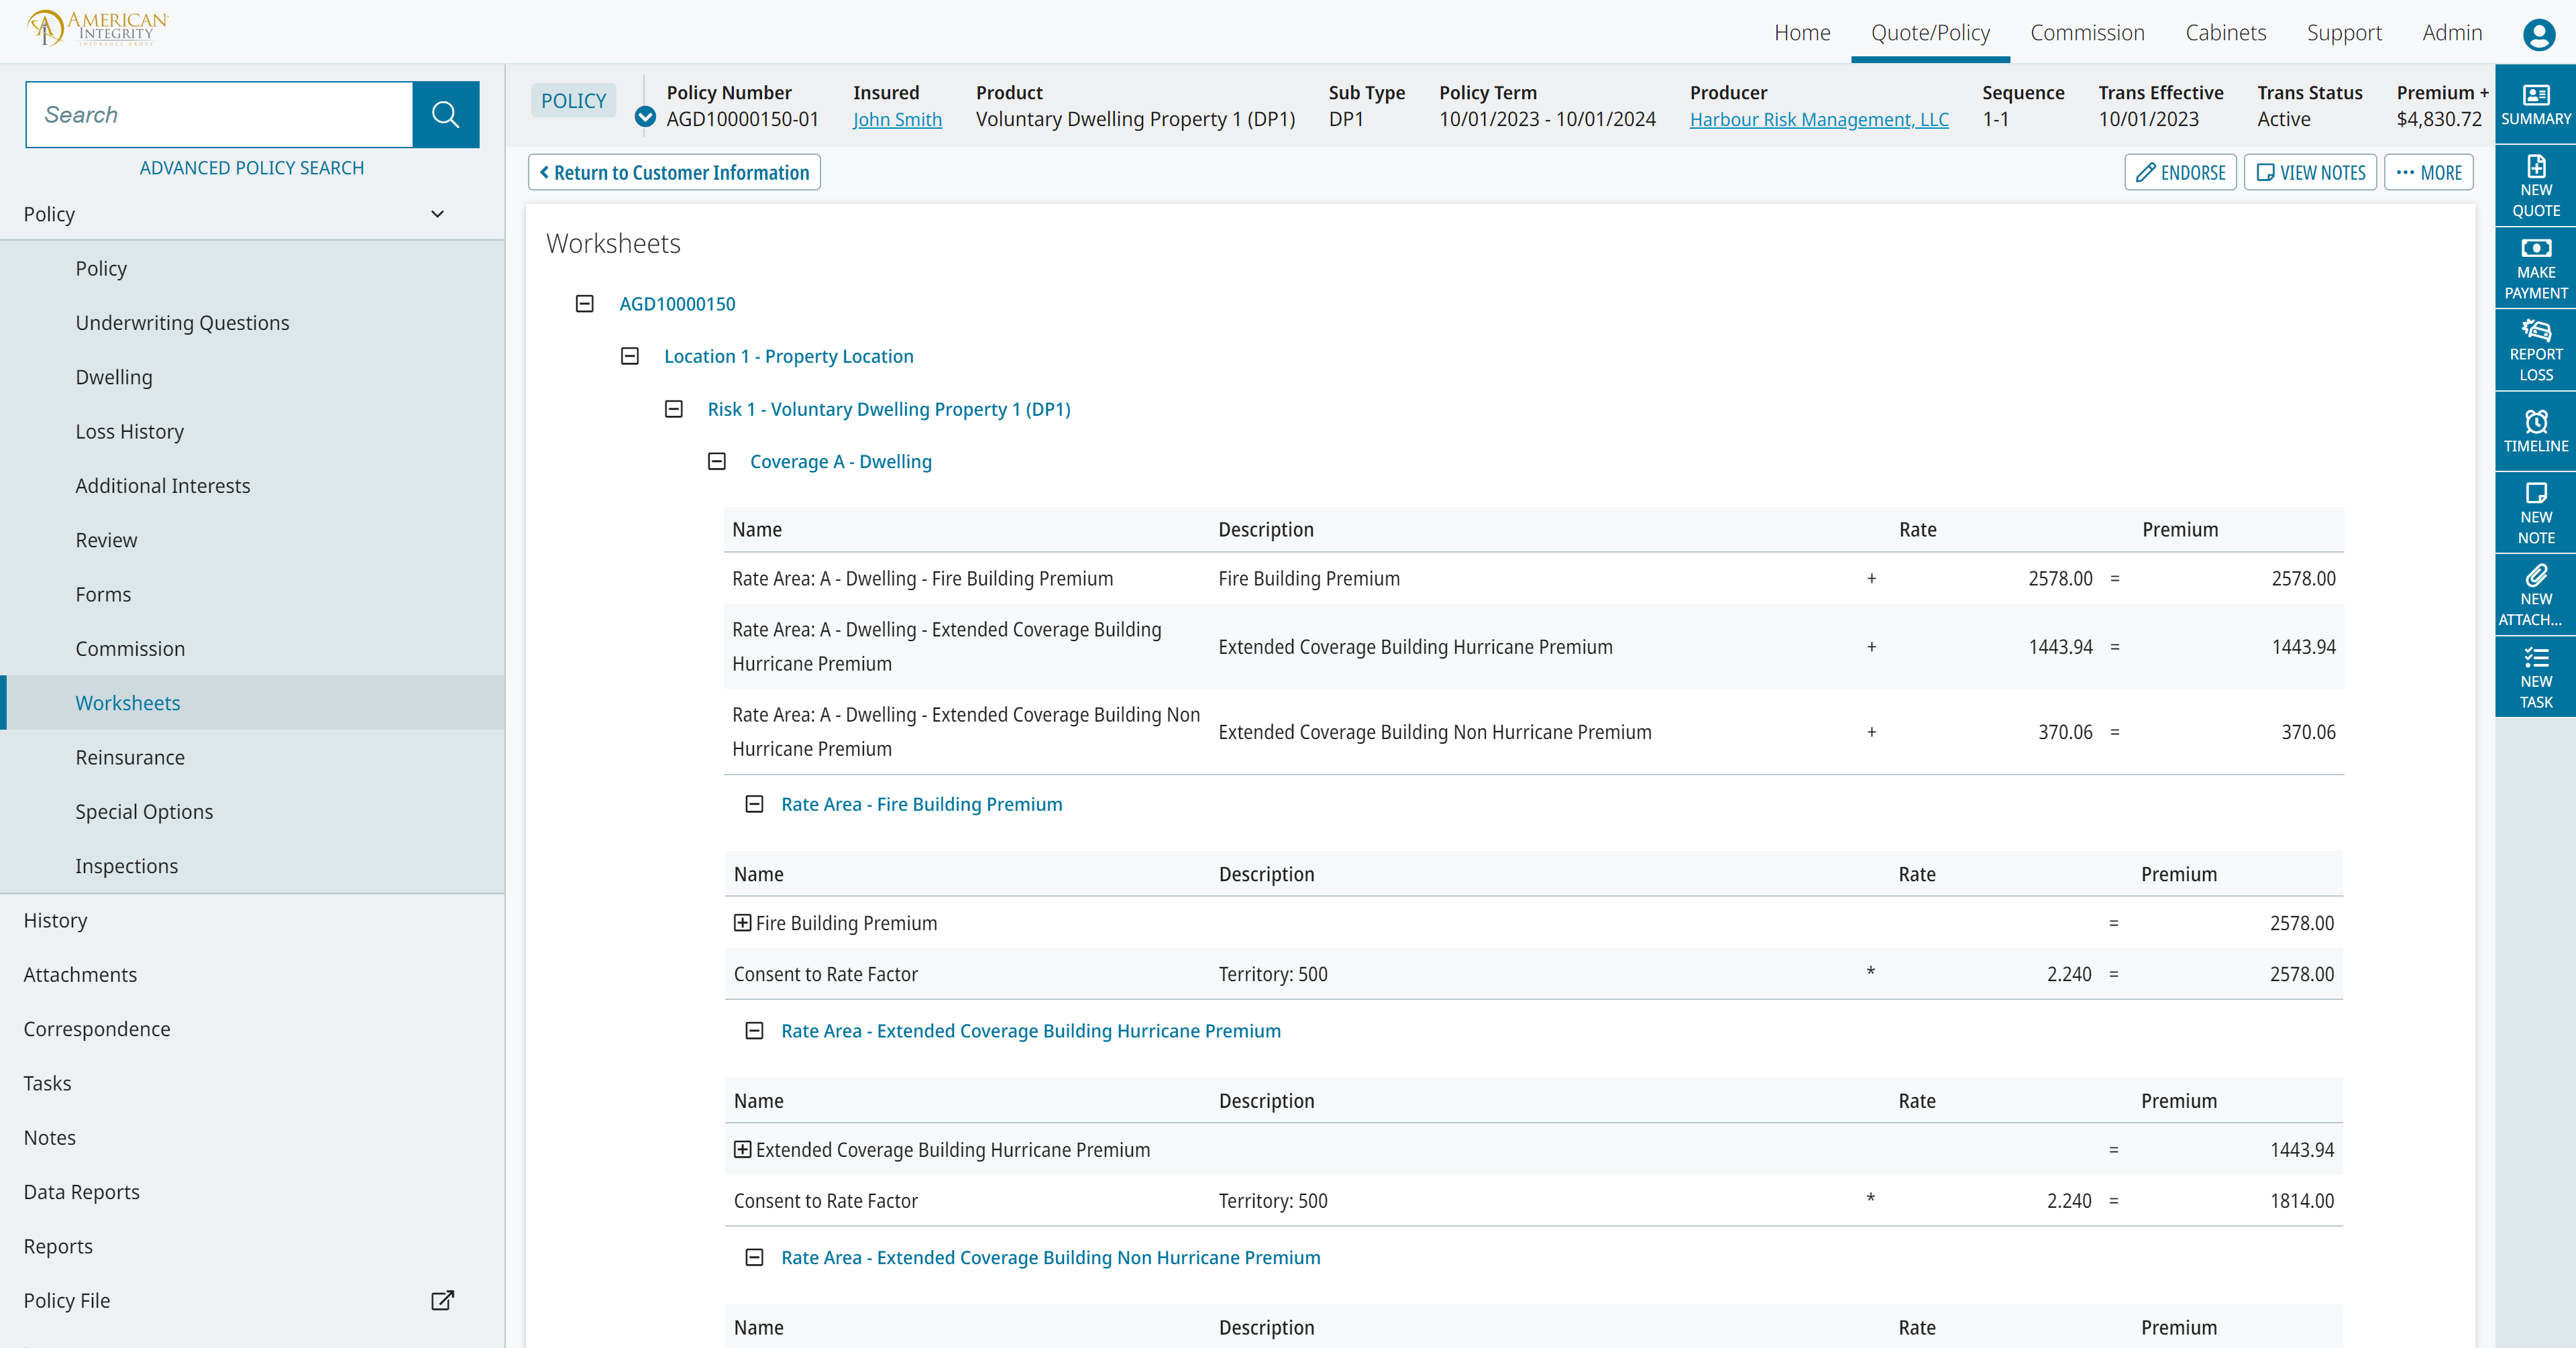 AMERICAN
INTEGRITY
INSURANCE GROUP
Home
Quote/Policy
Commission
Cabinets
Support
Admin
Search
ADVANCED POLICY SEARCH
Policy
Policy
Underwriting Questions
Dwelling
Loss History
Additional Interests
Review
Forms
Commission
Worksheets
Reinsurance
Special Options
Inspections
History
Attachments
Correspondence
Tasks
Notes
Data Reports
Reports
Policy File
POLICY
Policy Number
AGD10000150-01
Insured
John Smith
Product
Voluntary Dwelling Property 1 (DP1)
Sub Type
DP1
Policy Term
10/01/2023 - 10/01/2024
Producer
Harbour Risk Management, LLC
Sequence
1-1
Trans Effective
10/01/2023
Trans Status
Active
Premium +
$4,830.72
Return to Customer Information
ENDORSE
VIEW NOTES
MORE
Worksheets
AGD10000150
Location 1 - Property Location
Risk 1 - Voluntary Dwelling Property 1 (DP1)
Coverage A - Dwelling
Name Description Rate Premium
Rate Area: A - Dwelling - Fire Building Premium Fire Building Premium + 2578.00 = 2578.00
Rate Area: A - Dwelling - Extended Coverage Building
Hurricane Premium
Extended Coverage Building Hurricane Premium + 1443.94 = 1443.94
Rate Area: A - Dwelling - Extended Coverage Building Non
Hurricane Premium
Extended Coverage Building Non Hurricane Premium + 370.06 = 370.06
Rate Area - Fire Building Premium
Name Description Rate Premium
Fire Building Premium = 2578.00
Consent to Rate Factor Territory: 500 * 2.240 = 2578.00
Rate Area - Extended Coverage Building Hurricane Premium
Name Description Rate Premium
Extended Coverage Building Hurricane Premium = 1443.94
Consent to Rate Factor Territory: 500 * 2.240 = 1814.00
Rate Area - Extended Coverage Building Non Hurricane Premium
Name Description Rate Premium
SUMMARY
NEW
QUOTE
MAKE
PAYMENT
REPORT
LOSS
TIMELINE
NEW
NOTE
NEW
ATTACH...
NEW
TASK